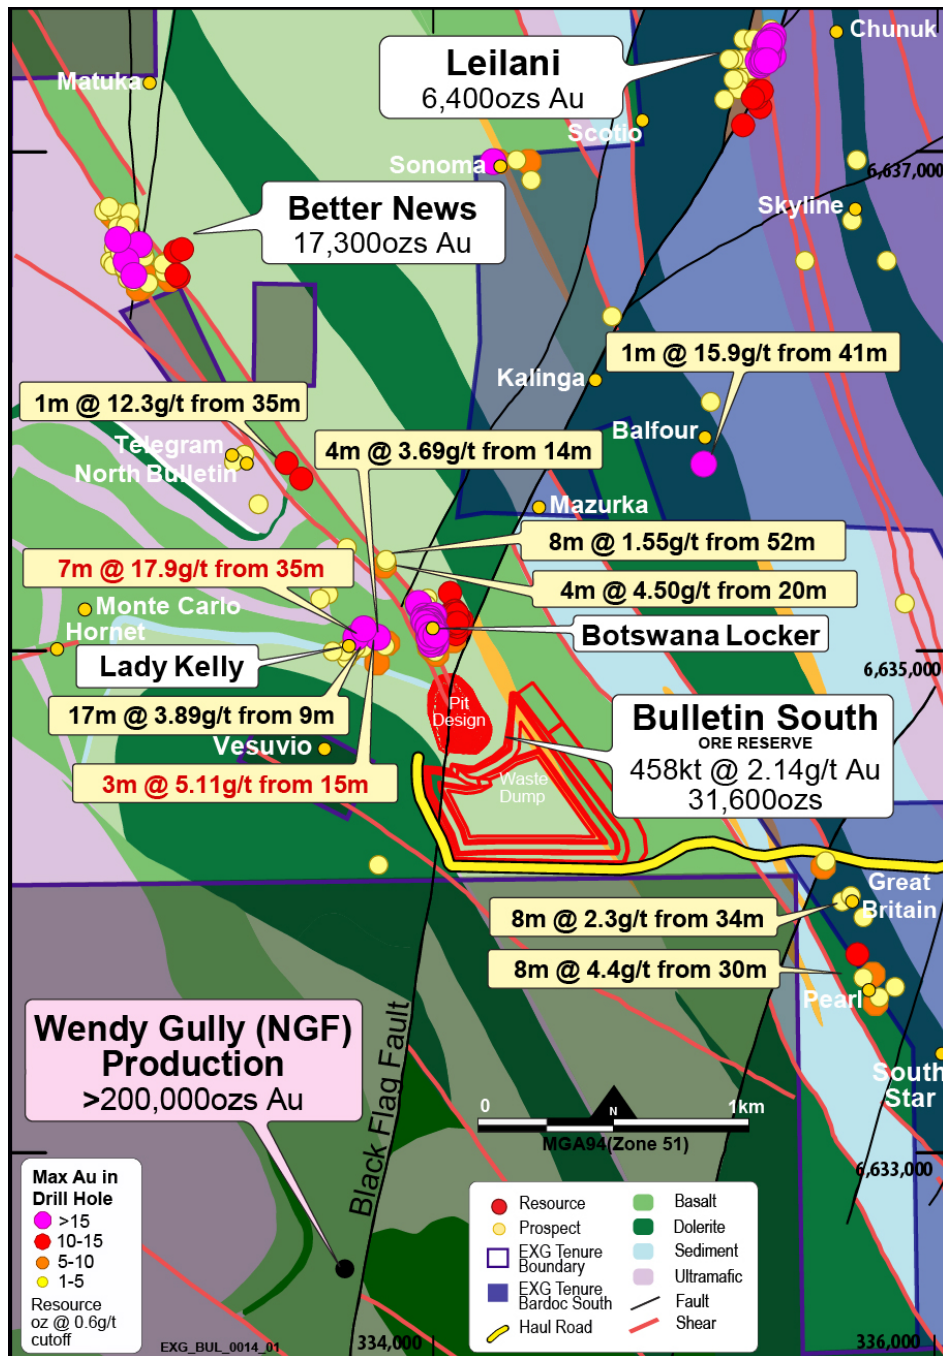 Chunuk
Leilani
6,400ozs Au
Matuka
Scotio
Sonoma
6,637,000
Better News
17,300ozs Au
Skyline
1m @ 15.9g/t from 41m
Kalinga
1m @ 12.3g/t from 35m
Balfour
Telegram
4m @ 3.69g/t from 14m
North Bulletin
Mazurka
8m @ 1.55g/t from 52m
7m @ 17.9g/t from 35m
4m @ 4.50g/t from 20m
Monte Carlo
Hornet
Botswana Locker
Lady Kelly
6,635,000
17m @ 3.89g/t from 9m
Pit
Design
Bulletin South
ORE RESERVE
458kt @ 2.14g/t Au
31,600ozs
Vesuvio
Waste
Dump
3m @ 5.11g/t from 15m
Great
Britain
8m @ 2.3g/t from 34m
8m @ 4.4g/t from 30m
Pearl
Wendy Gully (NGF)
Production
>200,000ozs Au
Black Flag Fault
South
Star
0
N
1km
MGA94(Zone 51)
6,633,000
Max Au in
Drill Hole
>15
10-15
5-10
1-5
Resource
oz @ 0.6g/t
cutoff
Resource
Prospect
EXG Tenure
Boundary
EXG Tenure
Bardoc South
Haul Road
Basalt
Dolerite
Sediment
Ultramafic
Fault
Shear
EXG_BUL_0014_01
334,000
336,000